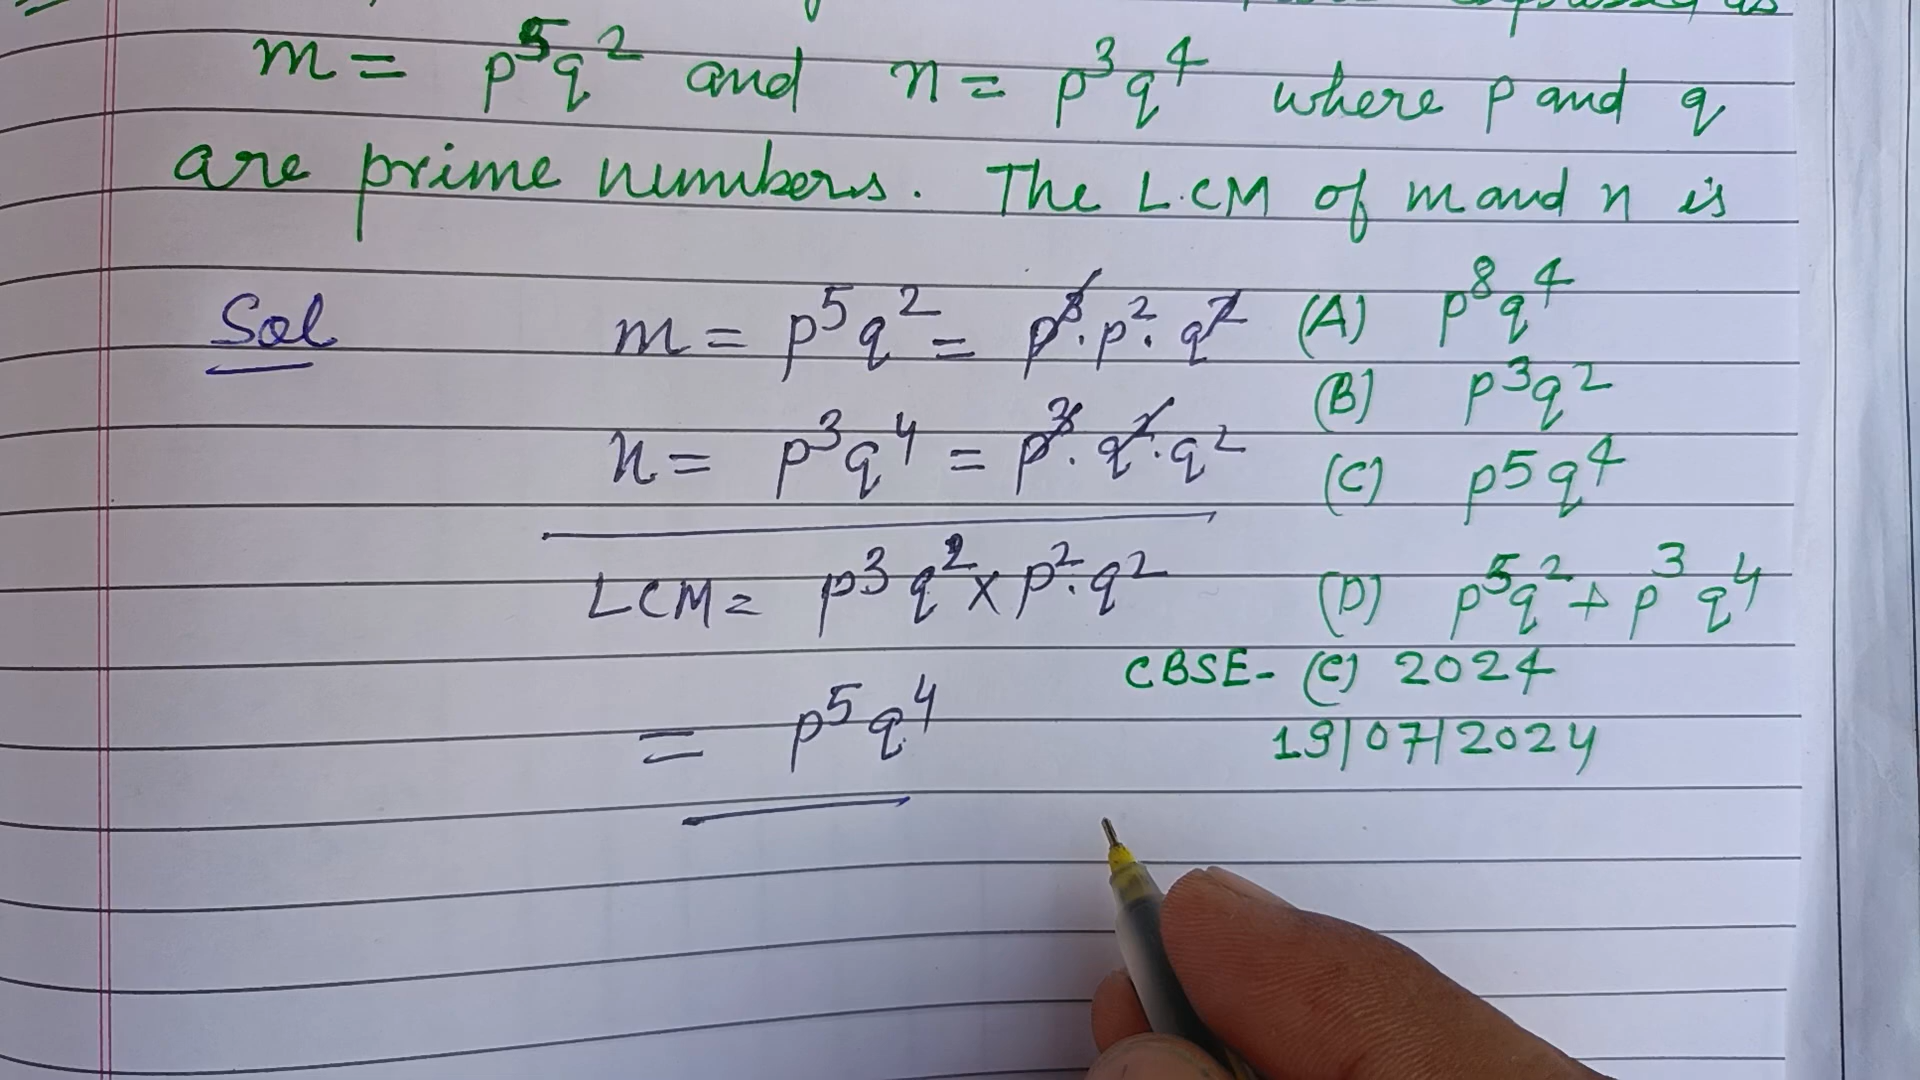 m = p⁵q² and n = p³q⁴ where p and q
are prime numbers. The L.CM of m and n is
Sol
m = p⁵q² = p³.p².q²
n = p³q⁴ = p³.q².q²
LCM = p³q² x p².q²
= p⁵q⁴
(A) p⁸q⁴
(B) p³q²
(C) p⁵q⁴
(D) p⁵q² + p³q⁴
CBSE- (C) 2024
19/07/2024